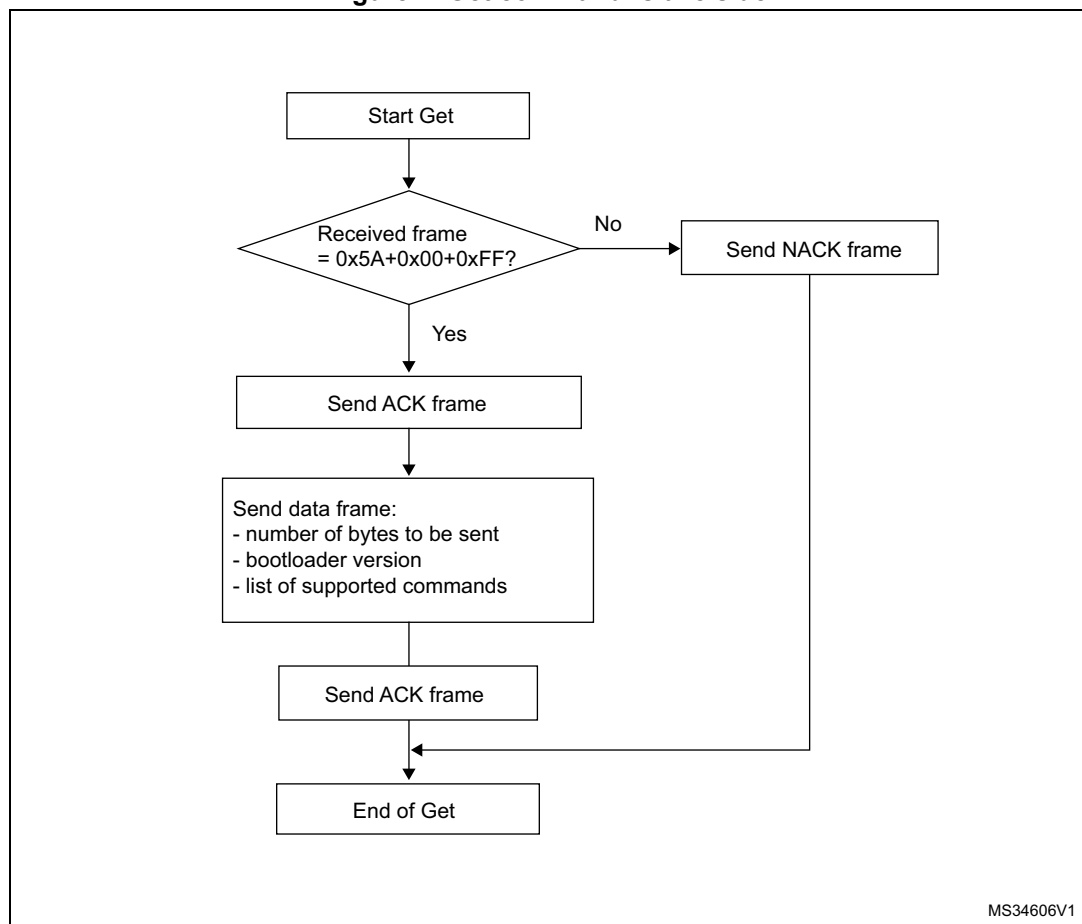 Start Get
Received frame
= 0x5A+0x00+0xFF?
No
Send NACK frame
Yes
Send ACK frame
Send data frame:
- number of bytes to be sent
- bootloader version
- list of supported commands
Send ACK frame
End of Get
MS34606V1